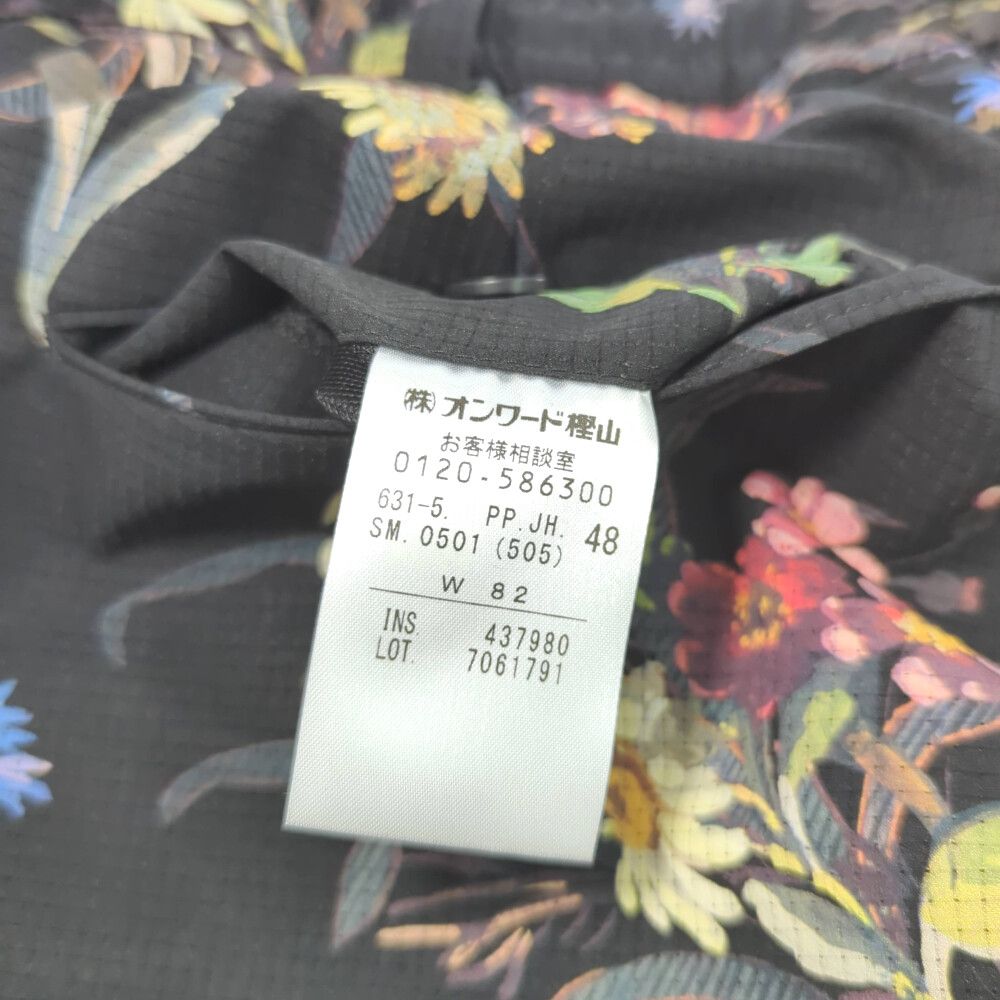 ㈱オンワード樫山
お客様相談室
0120-586300
631-5. PP.JH. 48
SM. 0501 (505)
W 82
INS 437980
LOT. 7061791